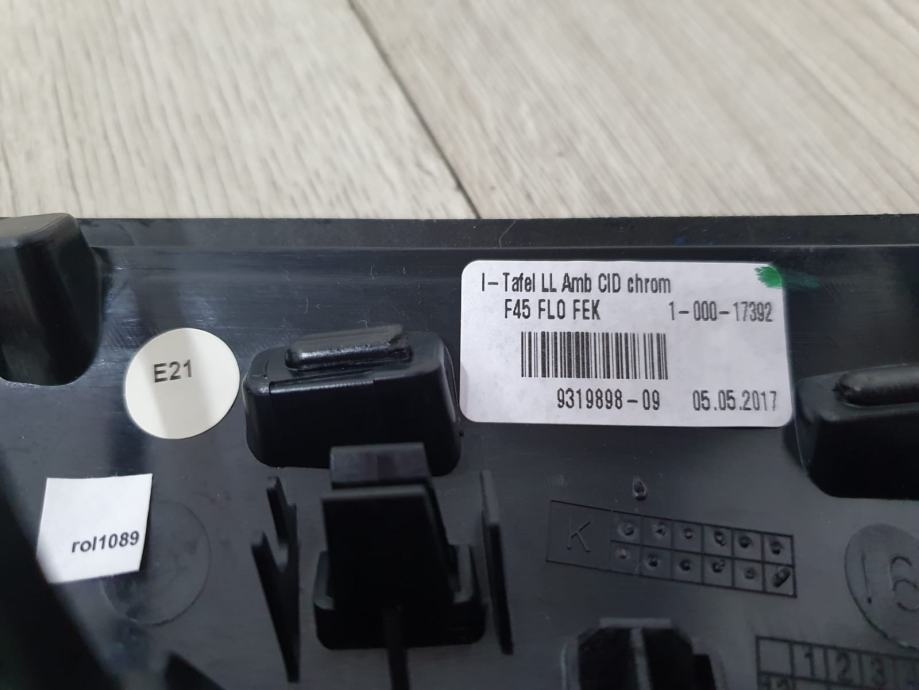 I-Tafel LL Amb CID chrom
F45 FLO FEK 1-000-17392
9319898-09 05.05.2017
E21
rol1089
K
16
1 2 3